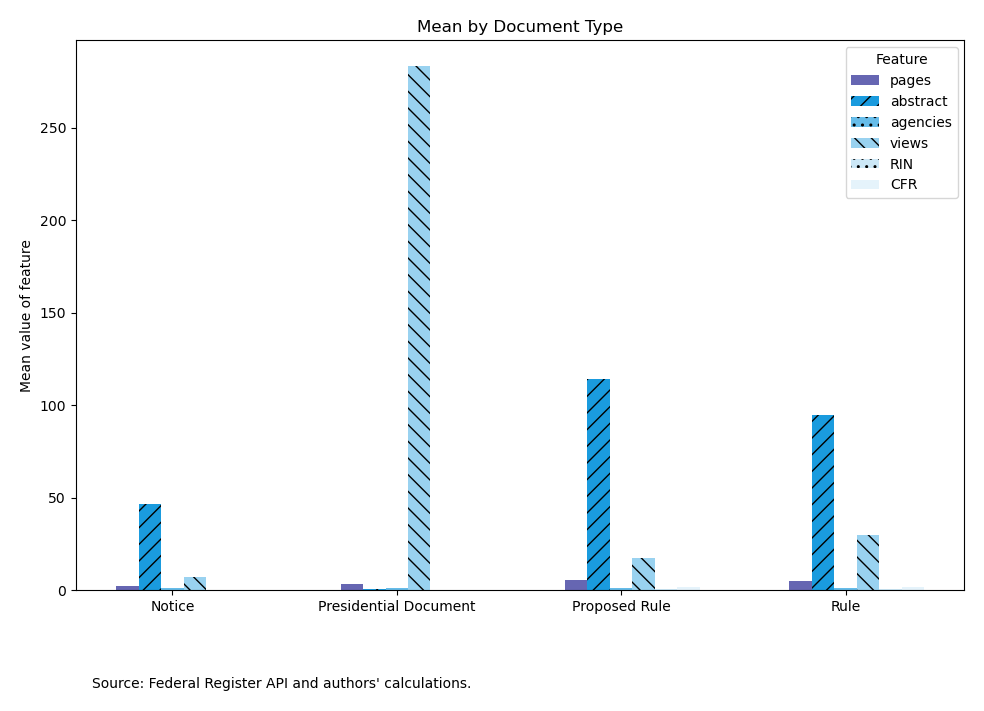 Mean by Document Type
Feature
pages
abstract
agencies
views
RIN
CFR
Mean value of feature
250
200
150
100
50
0
Notice
Presidential Document
Proposed Rule
Rule
Source: Federal Register API and authors' calculations.